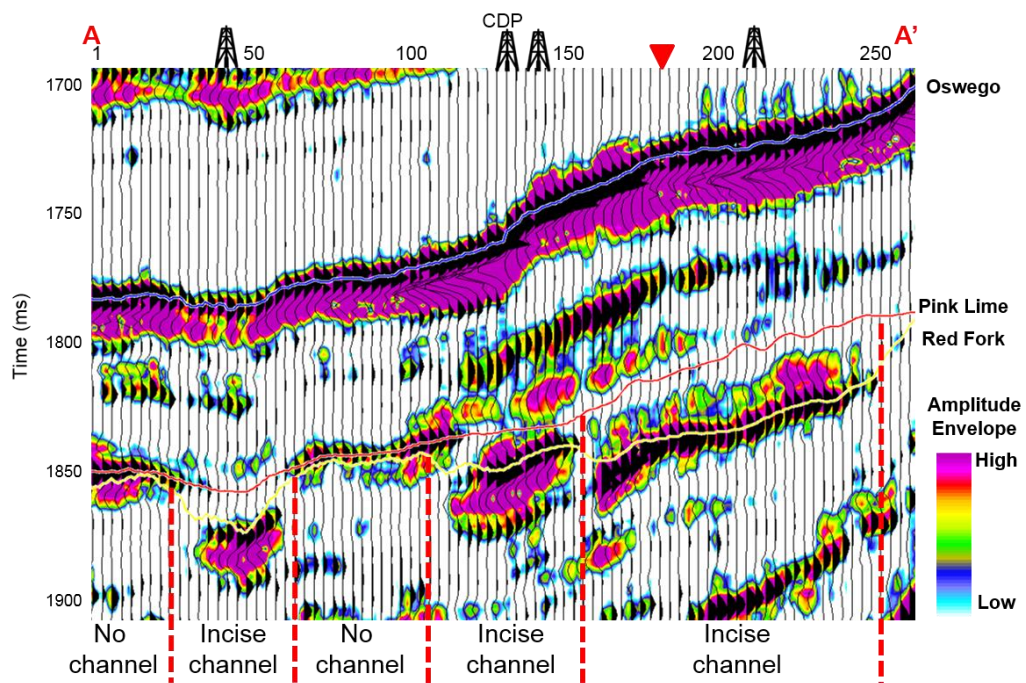 CDP
A
A’
1
50
100
150
200
250
1700
1750
1800
1850
1900
Time (ms)
Oswego
Pink Lime
Red Fork
Amplitude
Envelope
High
Low
No
channel
Incise
channel
No
channel
Incise
channel
Incise
channel